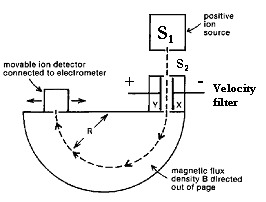 S1
positive
ion
source
movable ion detector
connected to electrometer
S2
+
-
Velocity
filter
Y
X
R
magnetic flux
density B directed
out of page